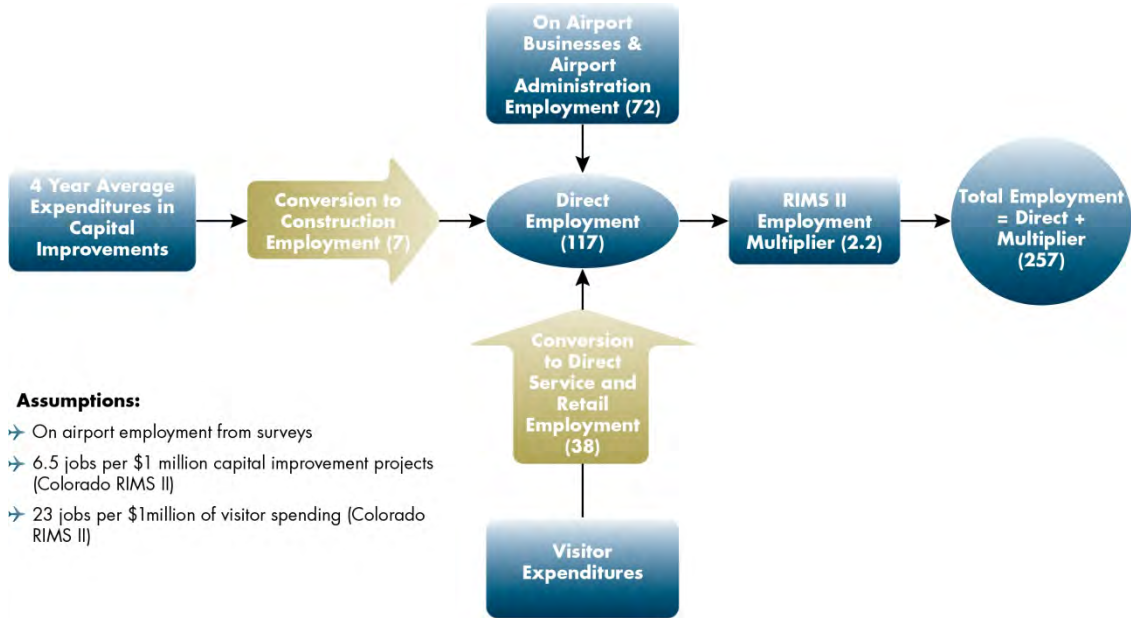 On Airport
Businesses &
Airport
Administration
Employment (72)
4 Year Average
Expenditures in
Capital
Improvements
Conversion to
Construction
Employment (7)
Direct
Employment
(117)
RIMS II
Employment
Multiplier (2.2)
Total Employment
= Direct +
Multiplier
(257)
Conversion
to Direct
Service and
Retail
Employment
(38)
Visitor
Expenditures
Assumptions:
On airport employment from surveys
6.5 jobs per $1 million capital improvement projects
(Colorado RIMS II)
23 jobs per $1million of visitor spending (Colorado
RIMS II)